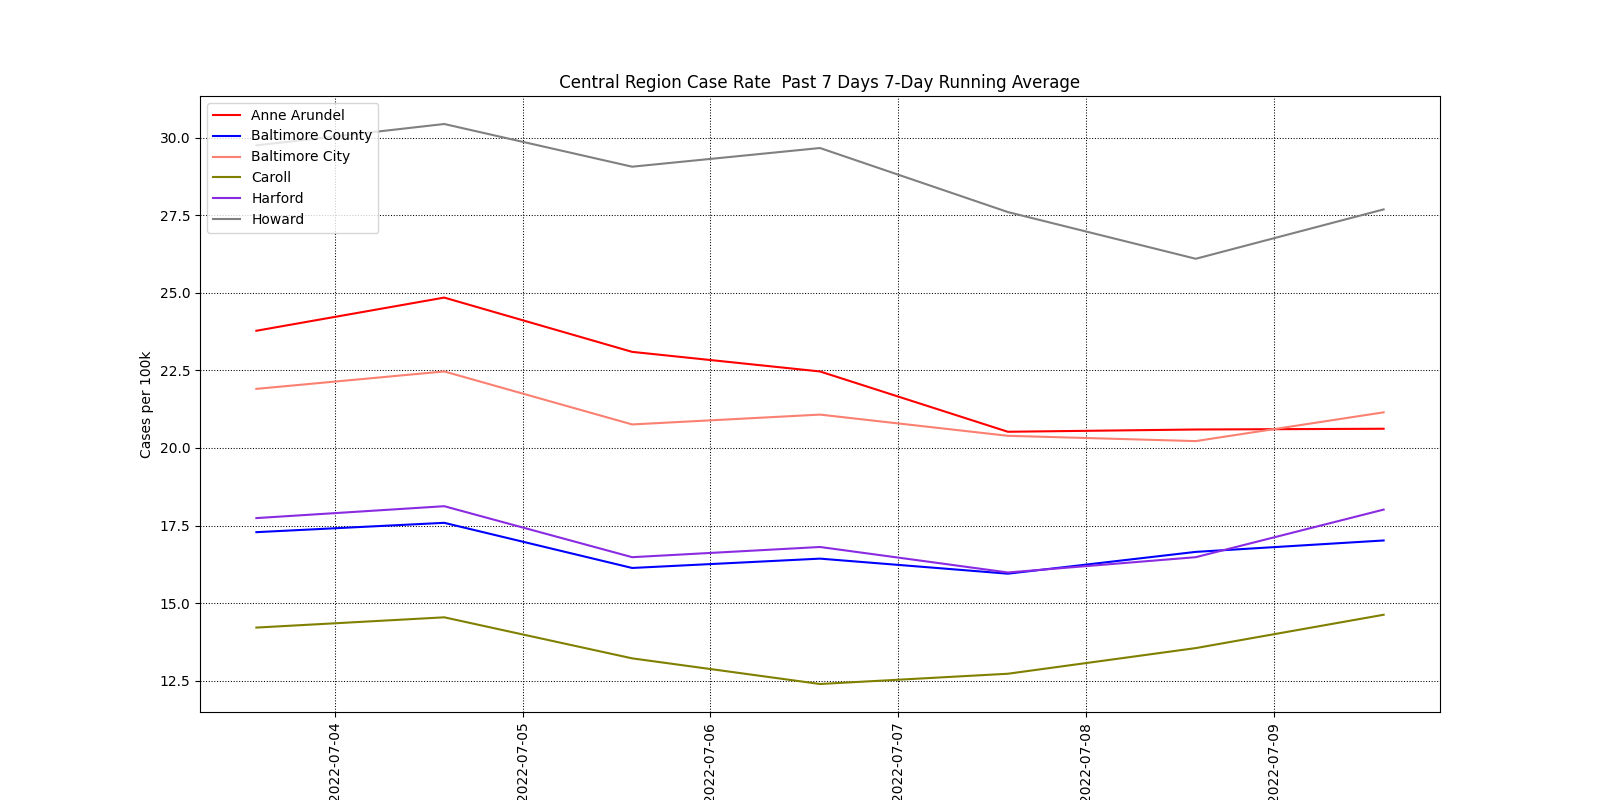 Central Region Case Rate  Past 7 Days 7-Day Running Average
Anne Arundel
Baltimore County
Baltimore City
Caroll
Harford
Howard
30.0
27.5
25.0
22.5
20.0
17.5
15.0
12.5
Cases per 100k
2022-07-04
2022-07-05
2022-07-06
2022-07-07
2022-07-08
2022-07-09